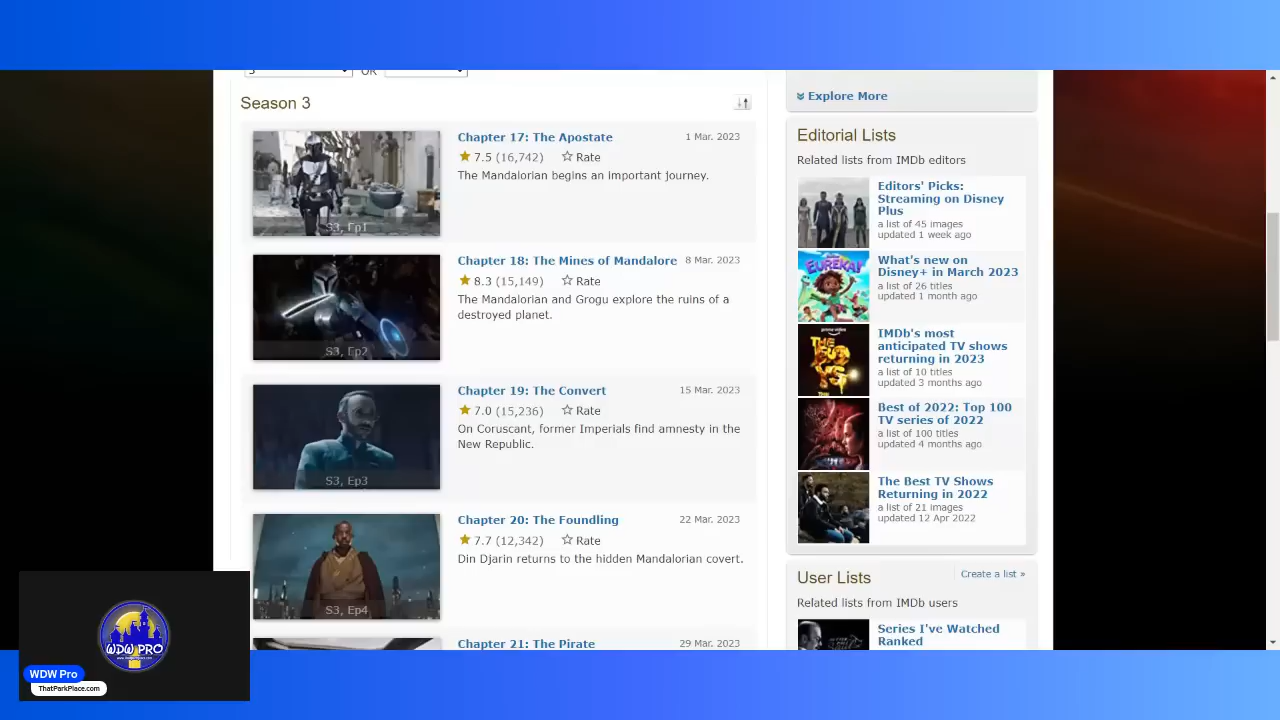 OR
Season 3
Chapter 17: The Apostate
1 Mar. 2023
7.5 (16,742) Rate
The Mandalorian begins an important journey.
S3, Ep1
Chapter 18: The Mines of Mandalore
8 Mar. 2023
8.3 (15,149) Rate
The Mandalorian and Grogu explore the ruins of a
destroyed planet.
S3, Ep2
Chapter 19: The Convert
15 Mar. 2023
7.0 (15,236) Rate
On Coruscant, former Imperials find amnesty in the
New Republic.
S3, Ep3
Chapter 20: The Foundling
22 Mar. 2023
7.7 (12,342) Rate
Din Djarin returns to the hidden Mandalorian covert.
S3, Ep4
Chapter 21: The Pirate
29 Mar. 2023
Explore More
Editorial Lists
Related lists from IMDb editors
Editors' Picks:
Streaming on Disney
Plus
a list of 45 images
updated 1 week ago
EUREKA!
What's new on
Disney+ in March 2023
a list of 26 titles
updated 1 month ago
IMDb's most
anticipated TV shows
returning in 2023
a list of 10 titles
updated 3 months ago
Best of 2022: Top 100
TV series of 2022
a list of 100 titles
updated 4 months ago
The Best TV Shows
Returning in 2022
a list of 21 images
updated 12 Apr 2022
User Lists
Create a list »
Related lists from IMDb users
Series I've Watched
Ranked
WDW PRO
WDW Pro
ThatParkPlace.com